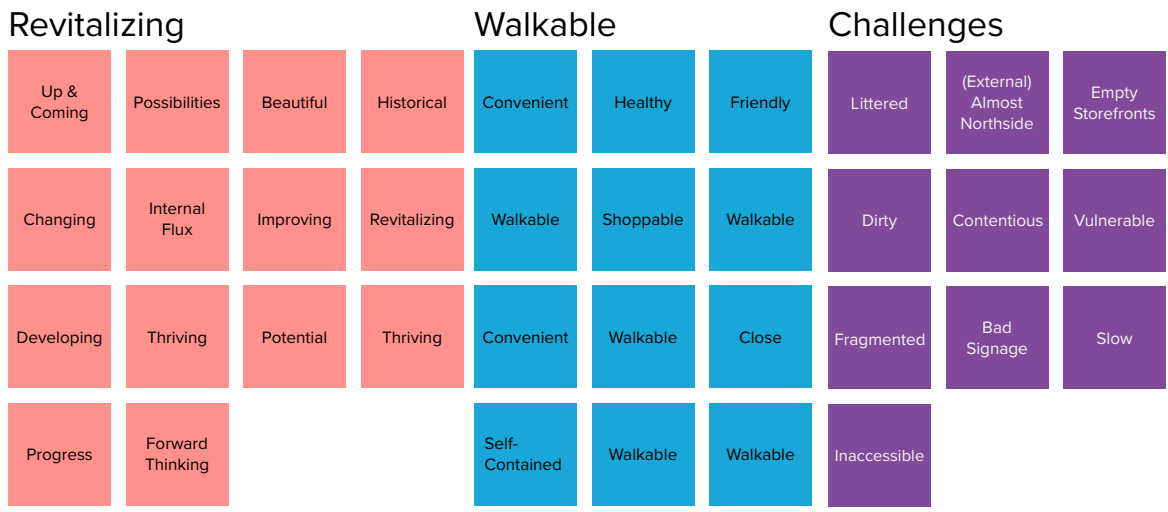 Revitalizing
Up &
Coming
Possibilities
Beautiful
Historical
Changing
Internal
Flux
Improving
Revitalizing
Developing
Thriving
Potential
Thriving
Progress
Forward
Thinking
Walkable
Convenient
Healthy
Friendly
Walkable
Shoppable
Walkable
Convenient
Walkable
Close
Self-
Contained
Walkable
Walkable
Challenges
Littered
(External)
Almost
Northside
Empty
Storefronts
Dirty
Contentious
Vulnerable
Fragmented
Bad
Signage
Slow
Inaccessible